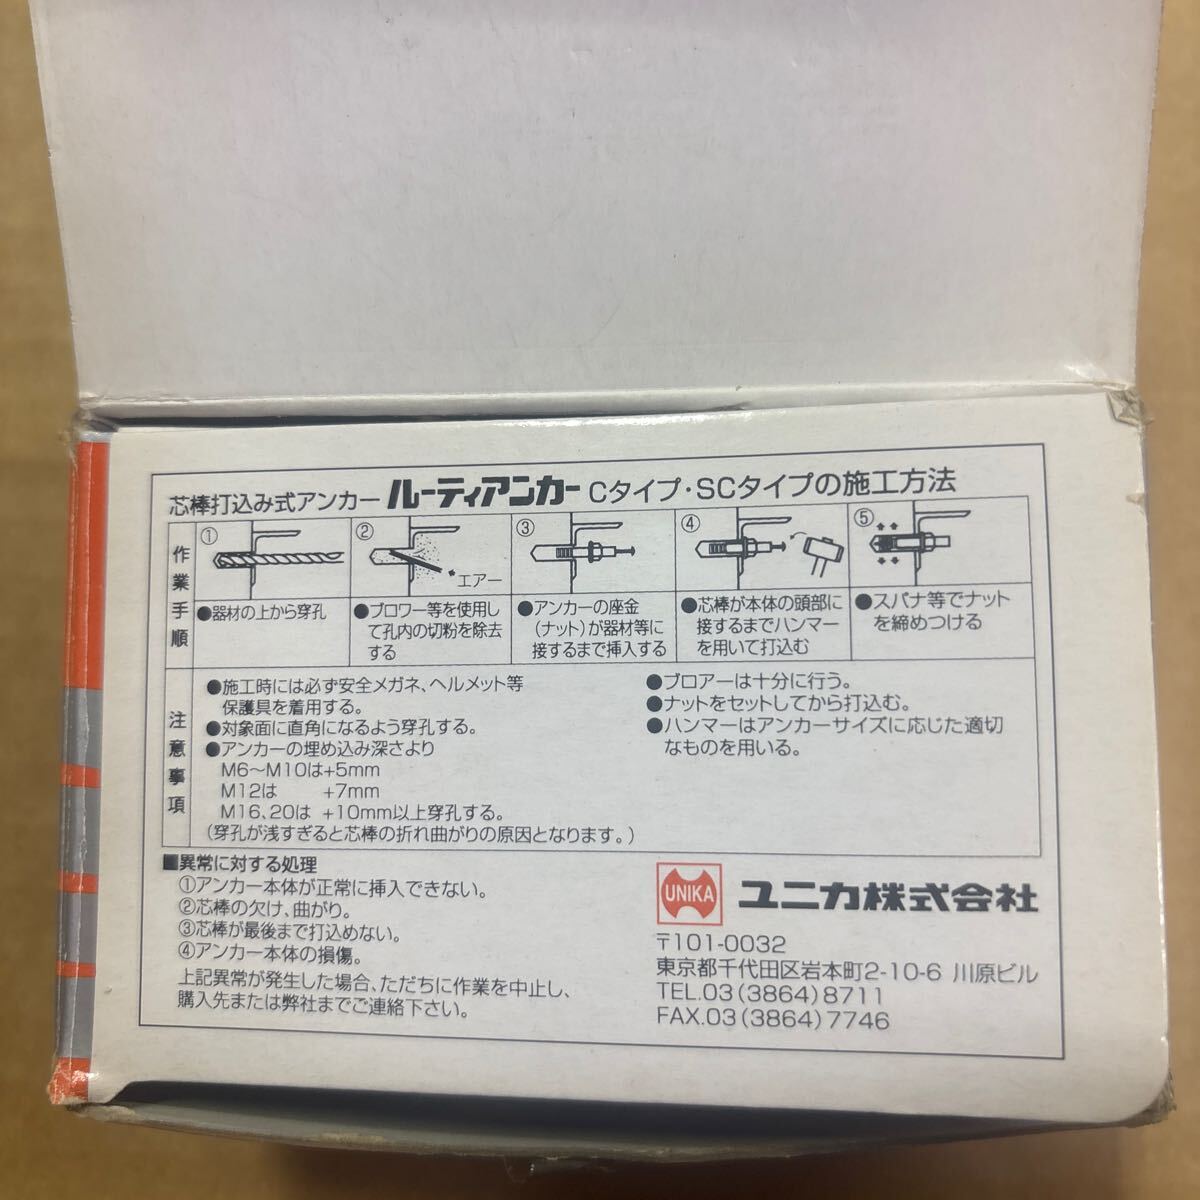 芯棒打込み式アンカー ルーティアンカー Cタイプ・SCタイプの施工方法
作業手順
①
●器材の上から穿孔
②
エアー
●ブロワー等を使用し
て孔内の切粉を除去
する
③
●アンカーの座金
(ナット)が器材等に
接するまで挿入する
④
●芯棒が本体の頭部に
接するまでハンマー
を用いて打込む
⑤
●スパナ等でナット
を締めつける
注意事項
●施工時には必ず安全メガネ、ヘルメット等
保護具を着用する。
●対象面に直角になるよう穿孔する。
●アンカーの埋め込み深さより
M6〜M10は+5mm
M12は +7mm
M16、20は +10mm以上穿孔する。
(穿孔が浅すぎると芯棒の折れ曲がりの原因となります。)
●ブロアーは十分に行う。
●ナットをセットしてから打込む。
●ハンマーはアンカーサイズに応じた適切
なものを用いる。
■異常に対する処理
①アンカー本体が正常に挿入できない。
②芯棒の欠け、曲がり。
③芯棒が最後まで打込めない。
④アンカー本体の損傷。
上記異常が発生した場合、ただちに作業を中止し、
購入先または弊社までご連絡下さい。
UNIKA ユニカ株式会社
〒101-0032
東京都千代田区岩本町2-10-6 川原ビル
TEL.03(3864)8711
FAX.03(3864)7746